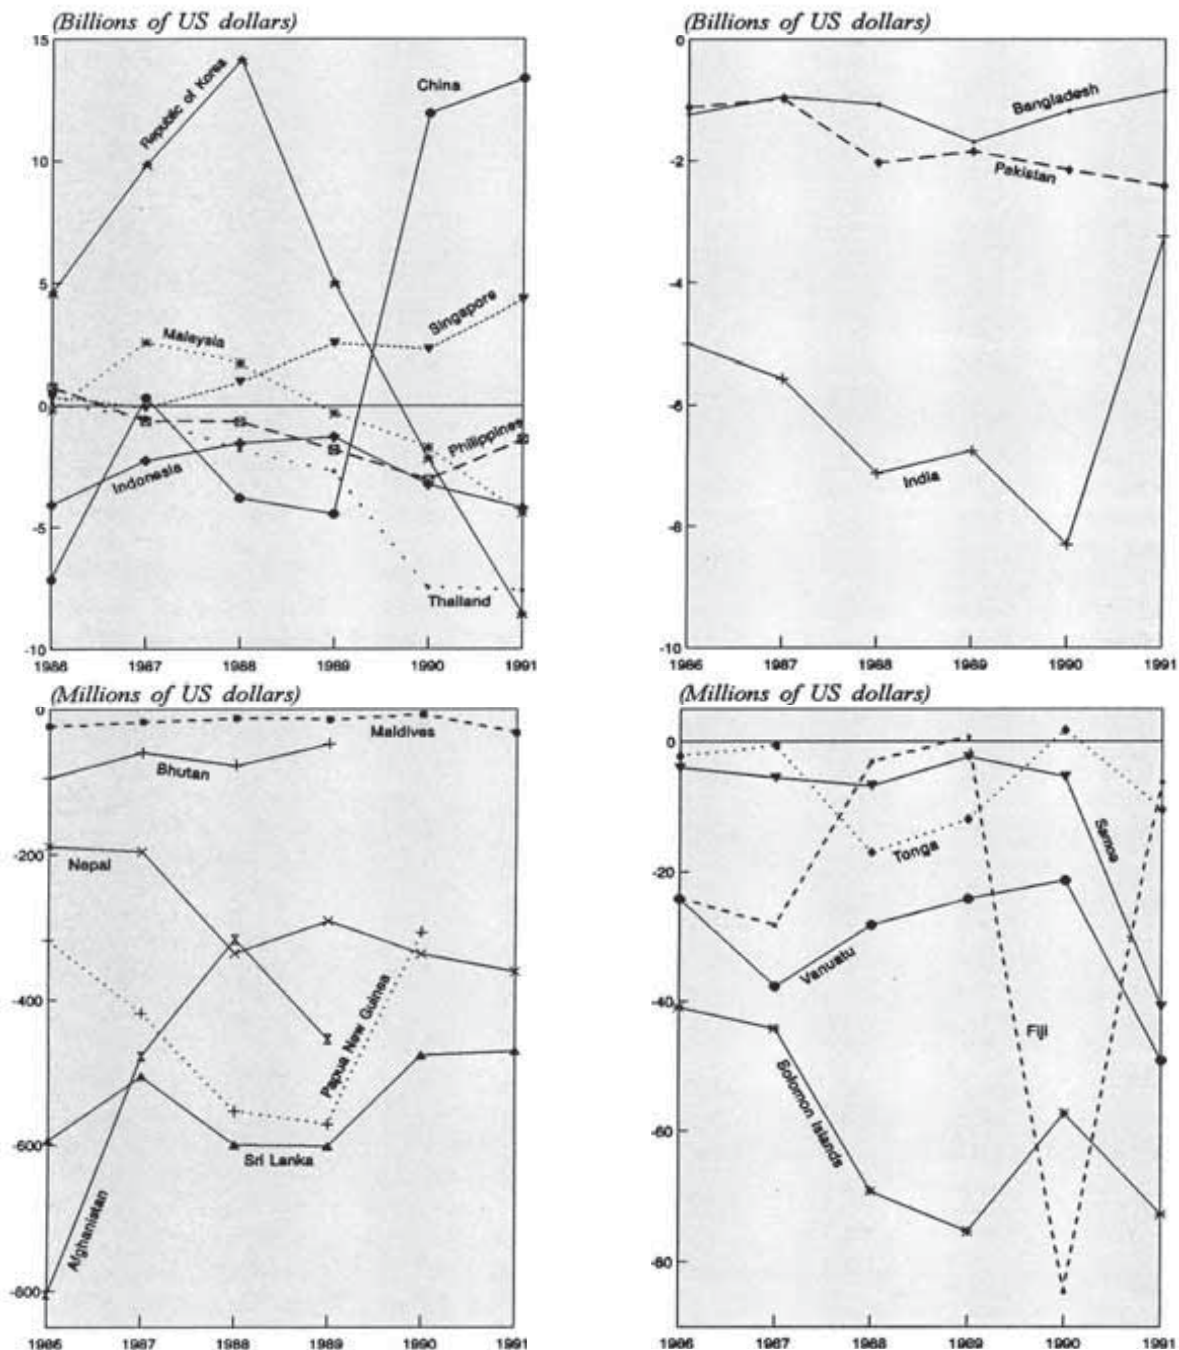 (Billions of US dollars)
15
10
5
0
-5
-10
Republic of Korea
China
Singapore
Malaysia
Philippines
Indonesia
Thailand
1986 1987 1988 1989 1990 1991
(Billions of US dollars)
0
-2
-4
-6
-8
-10
Bangladesh
Pakistan
India
1986 1987 1988 1989 1990 1991
(Millions of US dollars)
0
-200
-400
-600
-800
Maldives
Bhutan
Nepal
Papua New Guinea
Sri Lanka
Afghanistan
1986 1987 1988 1989 1990 1991
(Millions of US dollars)
0
-20
-40
-60
-80
Samoa
Tonga
Vanuatu
Fiji
Solomon Islands
1986 1987 1988 1989 1990 1991